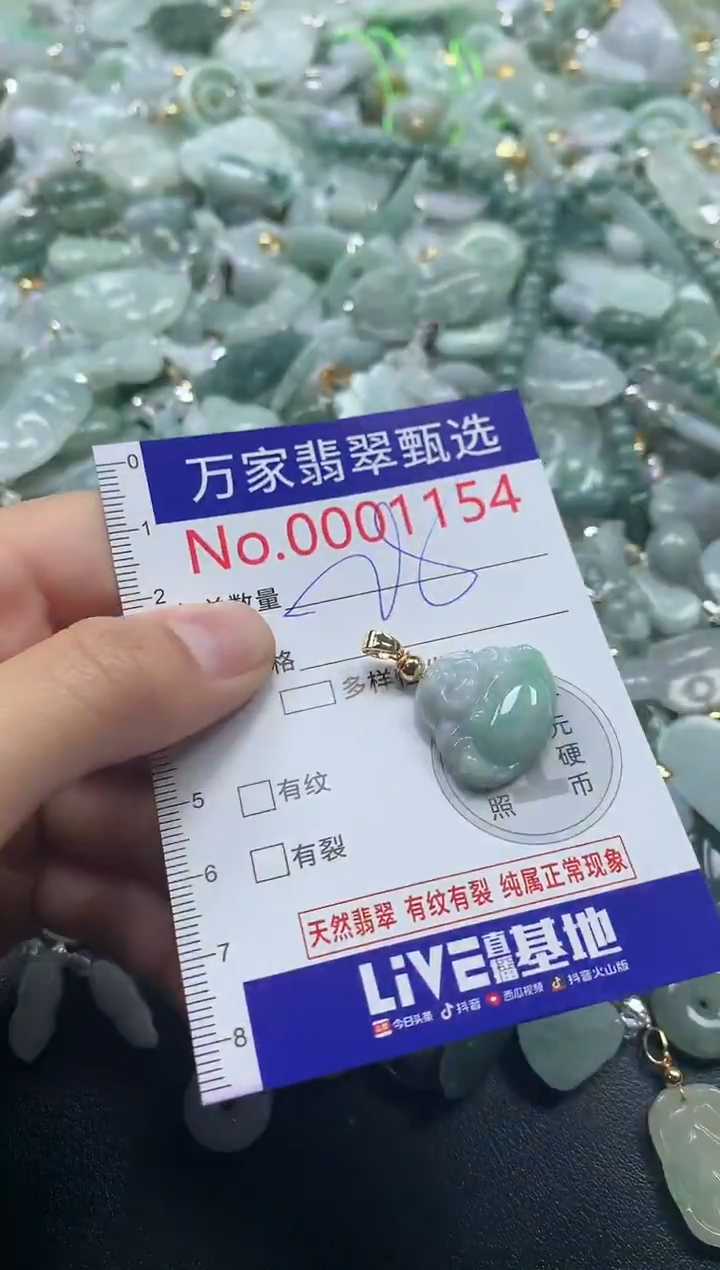 万家翡翠甄选
No.0001154
数量
格
多样
元硬币
照
有纹
有裂
天然翡翠 有纹有裂 纯属正常现象
LiVE直播基地
今日头条 抖音 西瓜视频 抖音火山版
0
1
2
5
6
7
8